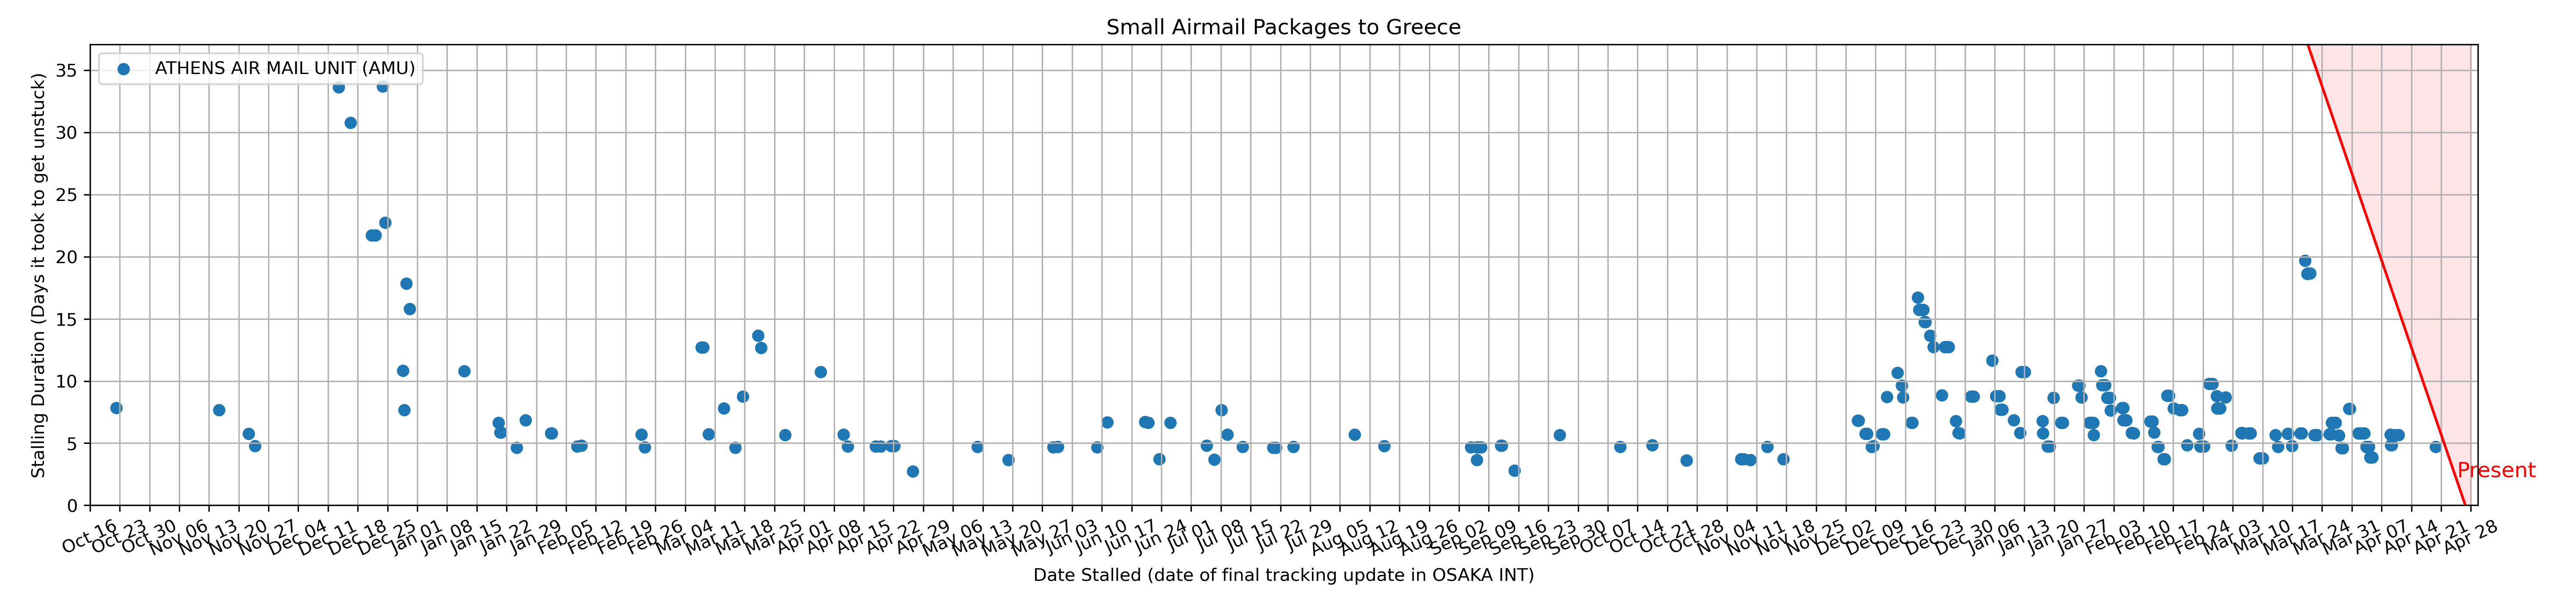 Small Airmail Packages to Greece
ATHENS AIR MAIL UNIT (AMU)
Stalling Duration (Days it took to get unstuck)
35
30
25
20
15
10
5
0
Present
Oct 16
Oct 23
Oct 30
Nov 06
Nov 13
Nov 20
Nov 27
Dec 04
Dec 11
Dec 18
Dec 25
Jan 01
Jan 08
Jan 15
Jan 22
Jan 29
Feb 05
Feb 12
Feb 19
Feb 26
Mar 04
Mar 11
Mar 18
Mar 25
Apr 01
Apr 08
Apr 15
Apr 22
Apr 29
May 06
May 13
May 20
May 27
Jun 03
Jun 10
Jun 17
Jun 24
Jul 01
Jul 08
Jul 15
Jul 22
Jul 29
Aug 05
Aug 12
Aug 19
Aug 26
Sep 02
Sep 09
Sep 16
Sep 23
Sep 30
Oct 07
Oct 14
Oct 21
Oct 28
Nov 04
Nov 11
Nov 18
Nov 25
Dec 02
Dec 09
Dec 16
Dec 23
Dec 30
Jan 06
Jan 13
Jan 20
Jan 27
Feb 03
Feb 10
Feb 17
Feb 24
Mar 03
Mar 10
Mar 17
Mar 24
Mar 31
Apr 07
Apr 14
Apr 21
Apr 28
Date Stalled (date of final tracking update in OSAKA INT)